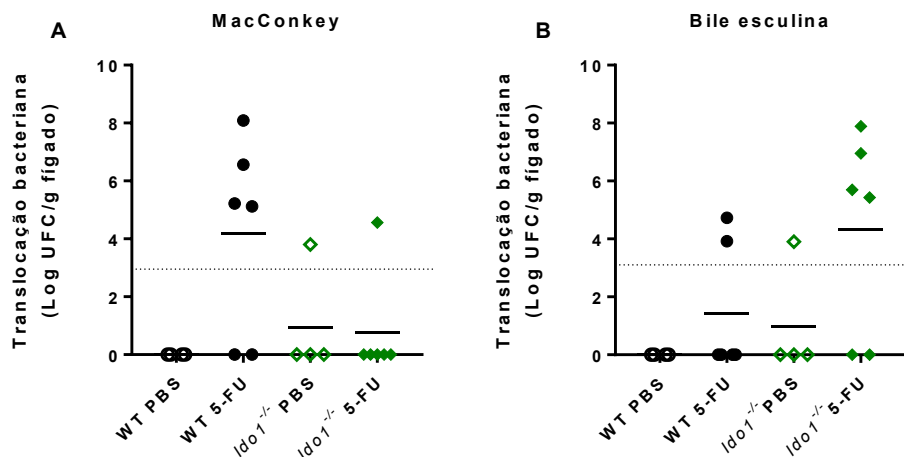 A
MacConkey
Translocação bacteriana
(Log UFC/g fígado)
10
8
6
4
2
0
WT PBS
WT 5-FU
Ido1-/- PBS
Ido1-/- 5-FU
B
Bile esculina
Translocação bacteriana
(Log UFC/g fígado)
10
8
6
4
2
0
WT PBS
WT 5-FU
Ido1-/- PBS
Ido1-/- 5-FU